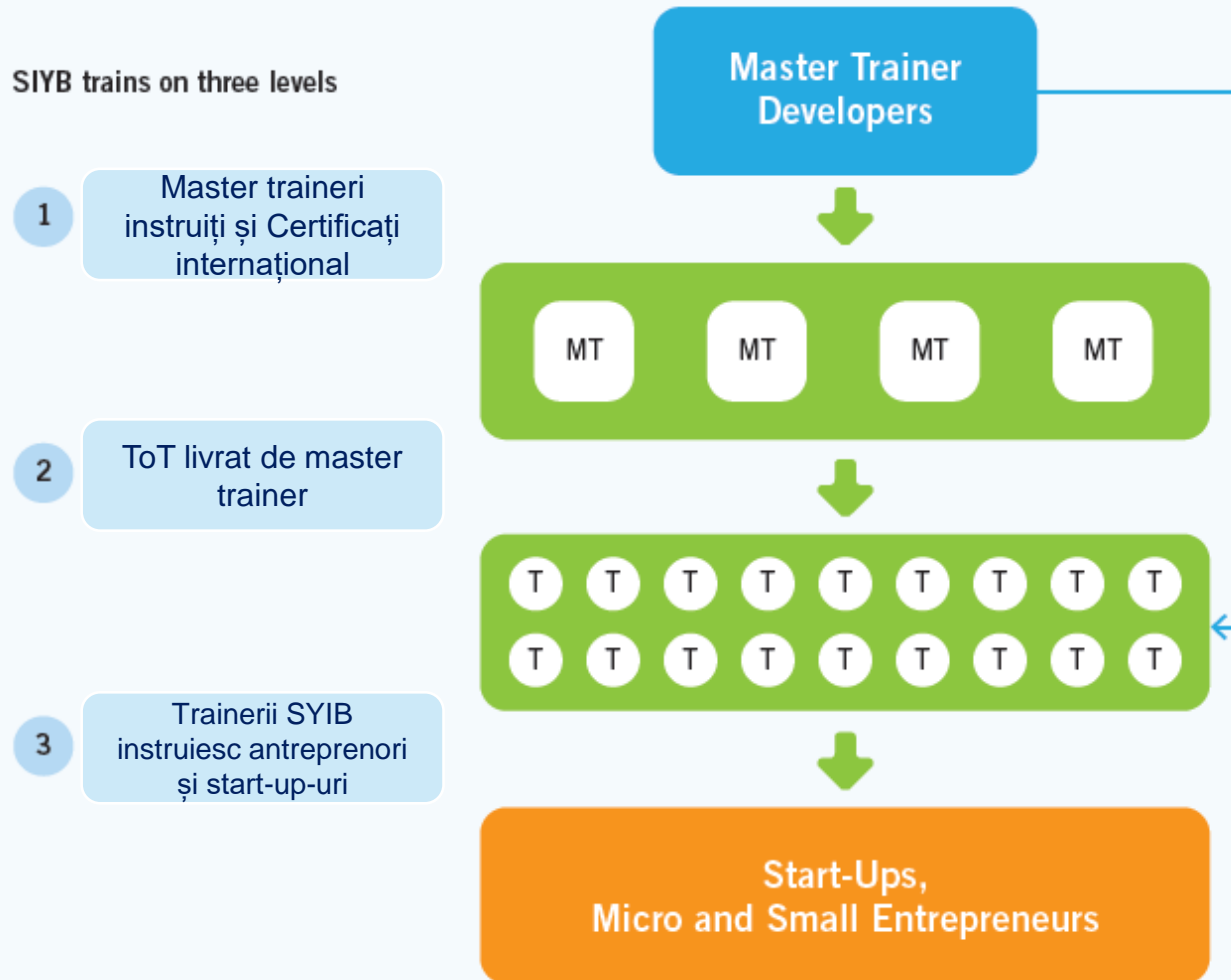 SIYB trains on three levels
Master Trainer
Developers
1
Master traineri
instruiți și Certificați
internațional
MT MT MT MT
2
ToT livrat de master
trainer
T T T T T T T T T
T T T T T T T T T
3
Trainerii SYIB
instruiesc antreprenori
și start-up-uri
Start-Ups,
Micro and Small Entrepreneurs